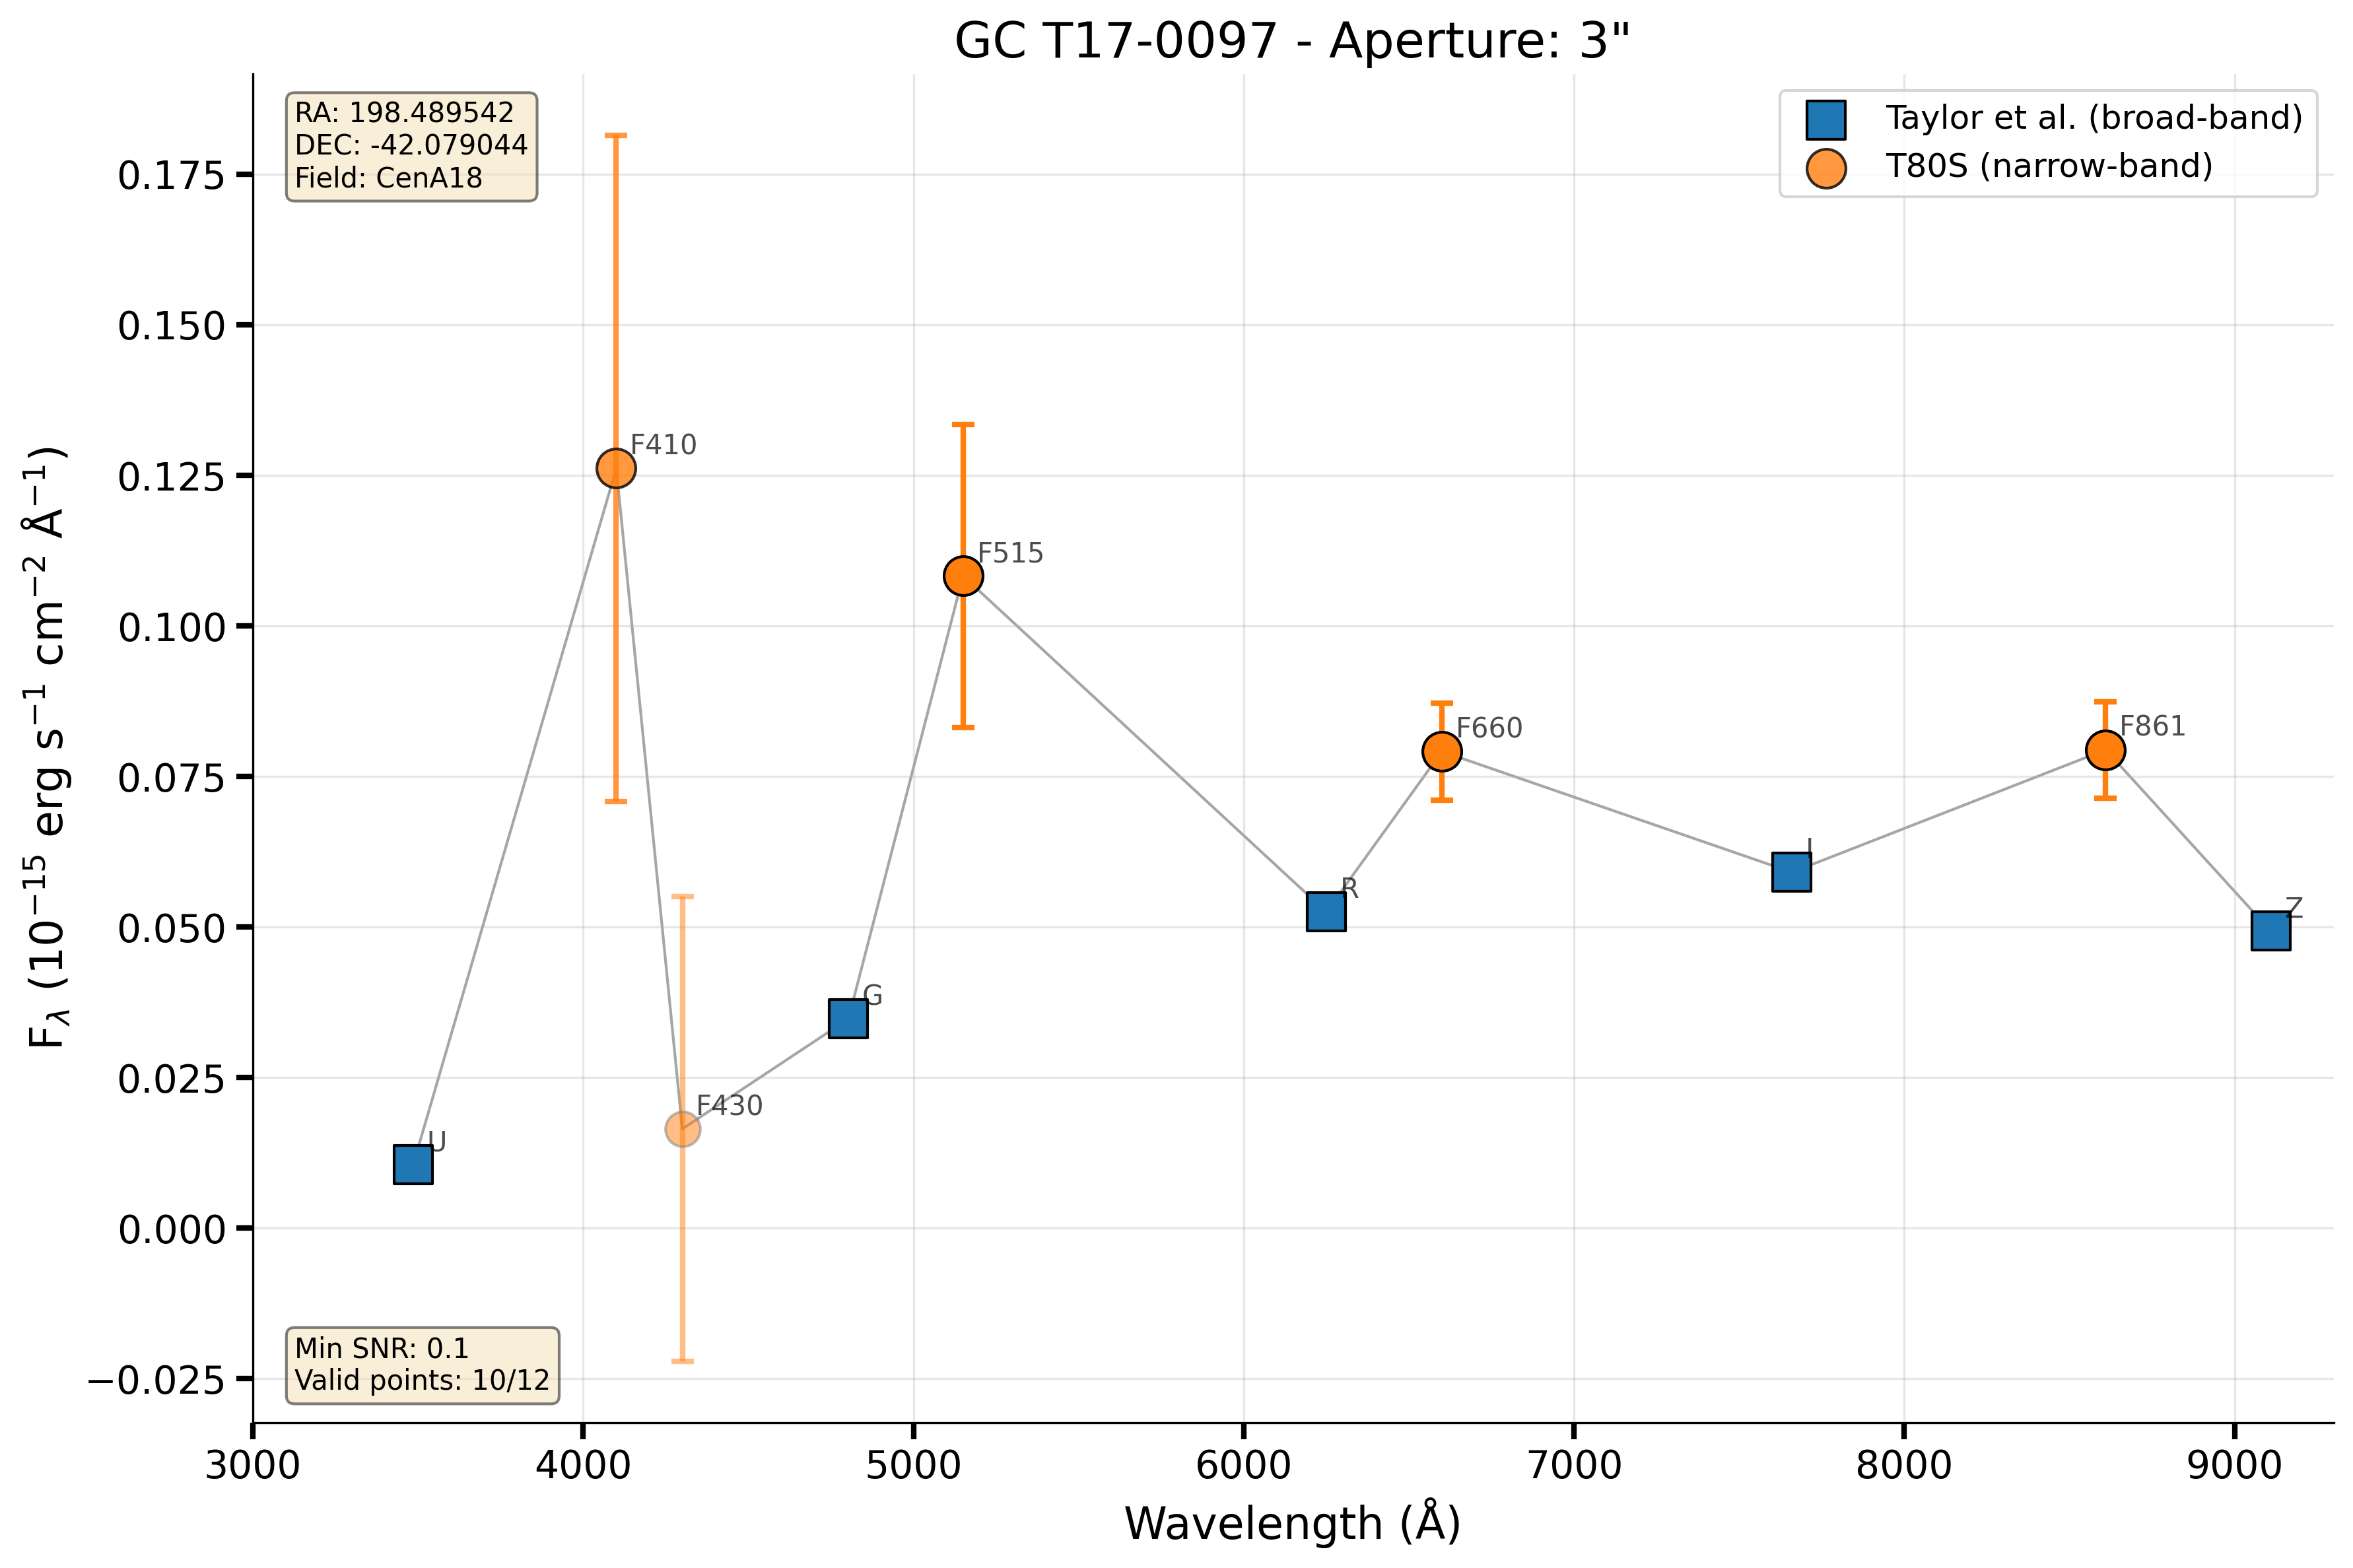 GC T17-0097 - Aperture: 3"
RA: 198.489542
DEC: -42.079044
Field: CenA18
Taylor et al. (broad-band)
T80S (narrow-band)
F_λ (10⁻¹⁵ erg s⁻¹ cm⁻² Å⁻¹)
0.175
0.150
0.125
0.100
0.075
0.050
0.025
0.000
−0.025
F410
F515
F660
F861
I
R
Z
G
F430
U
Min SNR: 0.1
Valid points: 10/12
3000
4000
5000
6000
7000
8000
9000
Wavelength (Å)